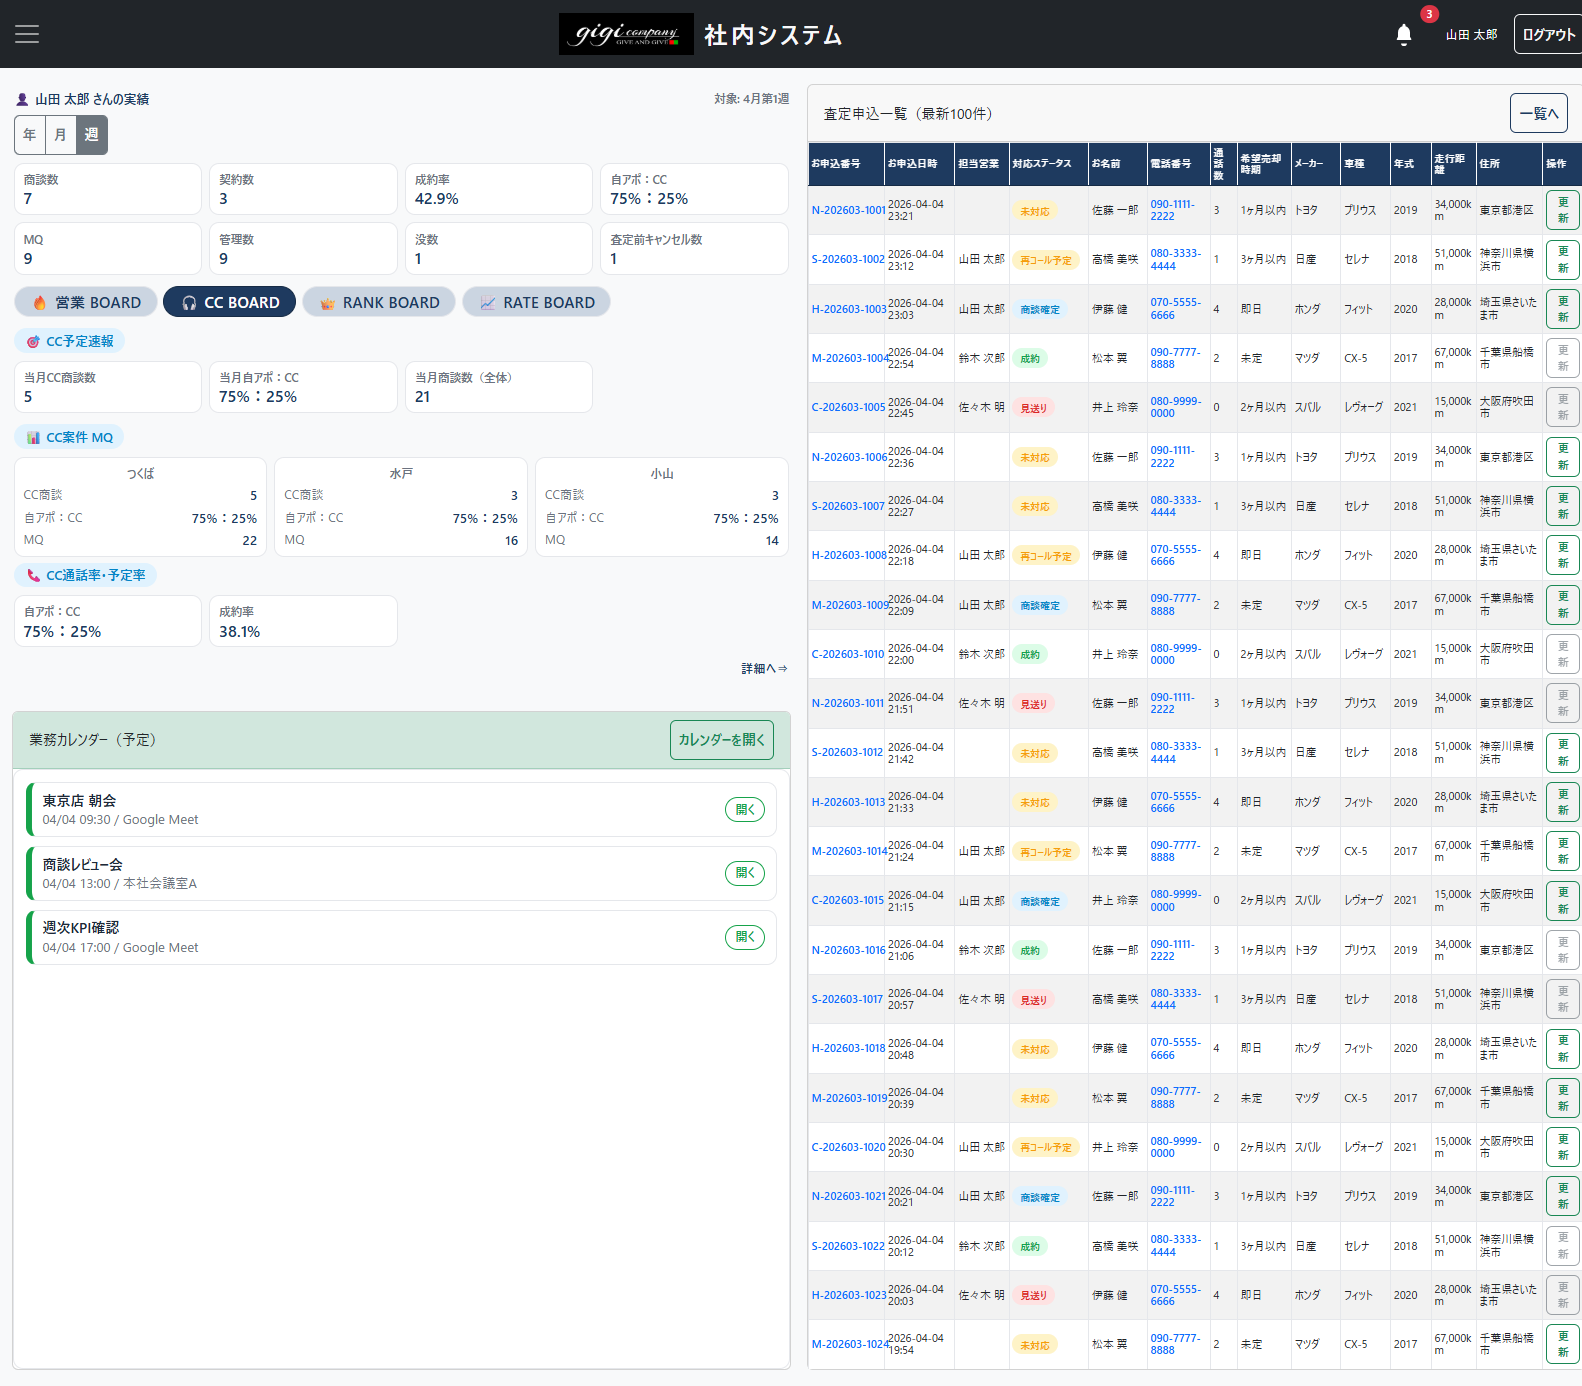 gigi company
GIVE AND GIVE
社内システム
3
山田 太郎
ログアウト
山田 太郎 さんの実績
対象: 4月第1週
年 月 週
商談数
7
契約数
3
成約率
42.9%
自アポ：CC
75%：25%
MQ
9
管理数
9
没数
1
査定前キャンセル数
1
営業 BOARD
CC BOARD
RANK BOARD
RATE BOARD
CC予定速報
当月CC商談数
5
当月自アポ：CC
75%：25%
当月商談数（全体）
21
CC案件 MQ
つくば
CC商談 5
自アポ：CC 75%：25%
MQ 22
水戸
CC商談 3
自アポ：CC 75%：25%
MQ 16
小山
CC商談 3
自アポ：CC 75%：25%
MQ 14
CC通話率・予定率
自アポ：CC
75%：25%
成約率
38.1%
詳細へ⇒
業務カレンダー（予定）
カレンダーを開く
東京店 朝会
04/04 09:30 / Google Meet
開く
商談レビュー会
04/04 13:00 / 本社会議室A
開く
週次KPI確認
04/04 17:00 / Google Meet
開く
査定申込一覧（最新100件）
一覧へ
お申込番号 お申込日時 担当営業 対応ステータス お名前 電話番号 通話数 希望売却時期 メーカー 車種 年式 走行距離 住所 操作
N-202603-1001 2026-04-04 23:21 未対応 佐藤 一郎 090-1111-2222 3 1ヶ月以内 トヨタ プリウス 2019 34,000km 東京都港区 更新
S-202603-1002 2026-04-04 23:12 山田 太郎 再コール予定 高橋 美咲 080-3333-4444 1 3ヶ月以内 日産 セレナ 2018 51,000km 神奈川県横浜市 更新
H-202603-1003 2026-04-04 23:03 山田 太郎 商談確定 伊藤 健 070-5555-6666 4 即日 ホンダ フィット 2020 28,000km 埼玉県さいたま市 更新
M-202603-1004 2026-04-04 22:54 鈴木 次郎 成約 松本 翼 090-7777-8888 2 未定 マツダ CX-5 2017 67,000km 千葉県船橋市 更新
C-202603-1005 2026-04-04 22:45 佐々木 明 見送り 井上 玲奈 080-9999-0000 0 2ヶ月以内 スバル レヴォーグ 2021 15,000km 大阪府吹田市 更新
N-202603-1006 2026-04-04 22:36 未対応 佐藤 一郎 090-1111-2222 3 1ヶ月以内 トヨタ プリウス 2019 34,000km 東京都港区 更新
S-202603-1007 2026-04-04 22:27 未対応 高橋 美咲 080-3333-4444 1 3ヶ月以内 日産 セレナ 2018 51,000km 神奈川県横浜市 更新
H-202603-1008 2026-04-04 22:18 山田 太郎 再コール予定 伊藤 健 070-5555-6666 4 即日 ホンダ フィット 2020 28,000km 埼玉県さいたま市 更新
M-202603-1009 2026-04-04 22:09 山田 太郎 商談確定 松本 翼 090-7777-8888 2 未定 マツダ CX-5 2017 67,000km 千葉県船橋市 更新
C-202603-1010 2026-04-04 22:00 鈴木 次郎 成約 井上 玲奈 080-9999-0000 0 2ヶ月以内 スバル レヴォーグ 2021 15,000km 大阪府吹田市 更新
N-202603-1011 2026-04-04 21:51 佐々木 明 見送り 佐藤 一郎 090-1111-2222 3 1ヶ月以内 トヨタ プリウス 2019 34,000km 東京都港区 更新
S-202603-1012 2026-04-04 21:42 未対応 高橋 美咲 080-3333-4444 1 3ヶ月以内 日産 セレナ 2018 51,000km 神奈川県横浜市 更新
H-202603-1013 2026-04-04 21:33 未対応 伊藤 健 070-5555-6666 4 即日 ホンダ フィット 2020 28,000km 埼玉県さいたま市 更新
M-202603-1014 2026-04-04 21:24 山田 太郎 再コール予定 松本 翼 090-7777-8888 2 未定 マツダ CX-5 2017 67,000km 千葉県船橋市 更新
C-202603-1015 2026-04-04 21:15 山田 太郎 商談確定 井上 玲奈 080-9999-0000 0 2ヶ月以内 スバル レヴォーグ 2021 15,000km 大阪府吹田市 更新
N-202603-1016 2026-04-04 21:06 鈴木 次郎 成約 佐藤 一郎 090-1111-2222 3 1ヶ月以内 トヨタ プリウス 2019 34,000km 東京都港区 更新
S-202603-1017 2026-04-04 20:57 佐々木 明 見送り 高橋 美咲 080-3333-4444 1 3ヶ月以内 日産 セレナ 2018 51,000km 神奈川県横浜市 更新
H-202603-1018 2026-04-04 20:48 未対応 伊藤 健 070-5555-6666 4 即日 ホンダ フィット 2020 28,000km 埼玉県さいたま市 更新
M-202603-1019 2026-04-04 20:39 未対応 松本 翼 090-7777-8888 2 未定 マツダ CX-5 2017 67,000km 千葉県船橋市 更新
C-202603-1020 2026-04-04 20:30 山田 太郎 再コール予定 井上 玲奈 080-9999-0000 0 2ヶ月以内 スバル レヴォーグ 2021 15,000km 大阪府吹田市 更新
N-202603-1021 2026-04-04 20:21 山田 太郎 商談確定 佐藤 一郎 090-1111-2222 3 1ヶ月以内 トヨタ プリウス 2019 34,000km 東京都港区 更新
S-202603-1022 2026-04-04 20:12 鈴木 次郎 成約 高橋 美咲 080-3333-4444 1 3ヶ月以内 日産 セレナ 2018 51,000km 神奈川県横浜市 更新
H-202603-1023 2026-04-04 20:03 佐々木 明 見送り 伊藤 健 070-5555-6666 4 即日 ホンダ フィット 2020 28,000km 埼玉県さいたま市 更新
M-202603-1024 2026-04-04 19:54 未対応 松本 翼 090-7777-8888 2 未定 マツダ CX-5 2017 67,000km 千葉県船橋市 更新